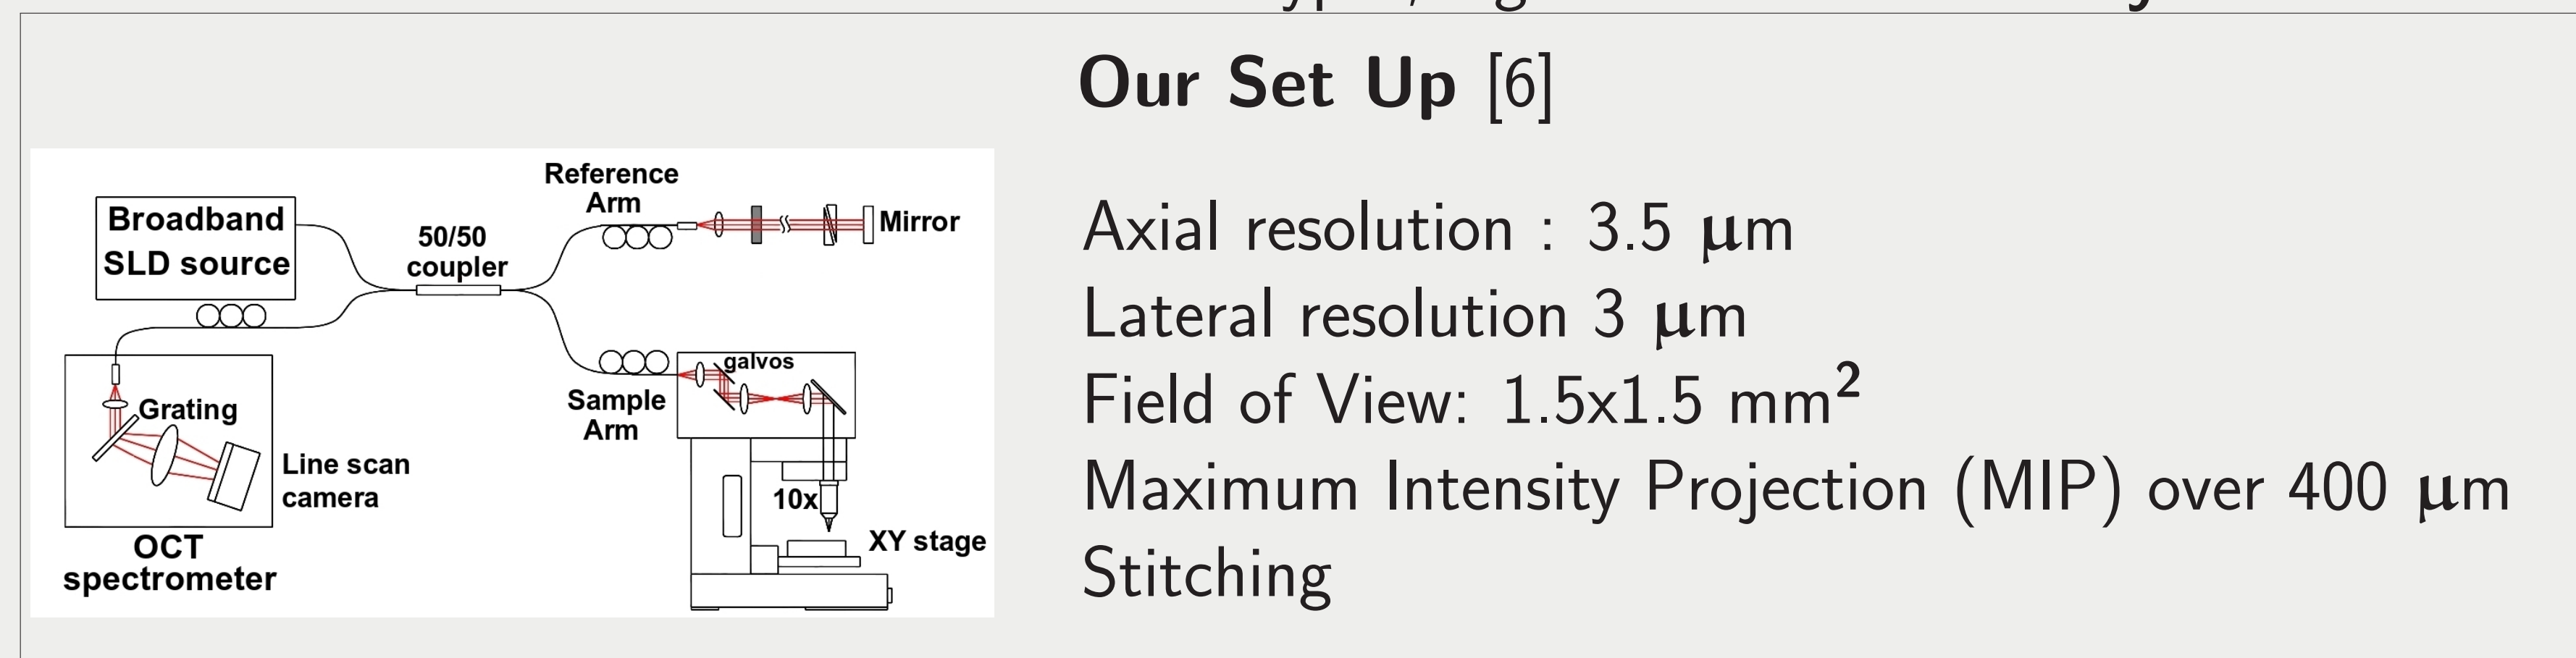 Our Set Up [6]
Broadband
SLD source
50/50
coupler
Reference
Arm
Mirror
galvos
Sample
Arm
10x
XY stage
Grating
Line scan
camera
OCT
spectrometer
Axial resolution : 3.5 μm
Lateral resolution 3 μm
Field of View: 1.5x1.5 mm²
Maximum Intensity Projection (MIP) over 400 μm
Stitching